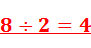 8 ÷ 2 = 4